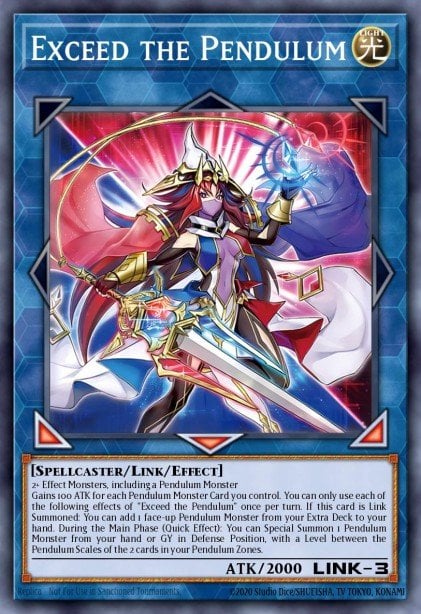 EXCEED THE PENDULUM
LIGHT
光
[SPELLCASTER/LINK/EFFECT]
2+ Effect Monsters, including a Pendulum Monster
Gains 100 ATK for each Pendulum Monster Card you control. You can only use each
of the following effects of "Exceed the Pendulum" once per turn. If this card is Link
Summoned: You can add 1 face-up Pendulum Monster from your Extra Deck to your
hand. During the Main Phase (Quick Effect): You can Special Summon 1 Pendulum
Monster from your hand or GY in Defense Position, with a Level between the
Pendulum Scales of the 2 cards in your Pendulum Zones.
ATK/2000 LINK-3
Replica - Not For Use in Sanctioned Tournaments ©2020 Studio Dice/SHUEISHA, TV TOKYO, KONAMI